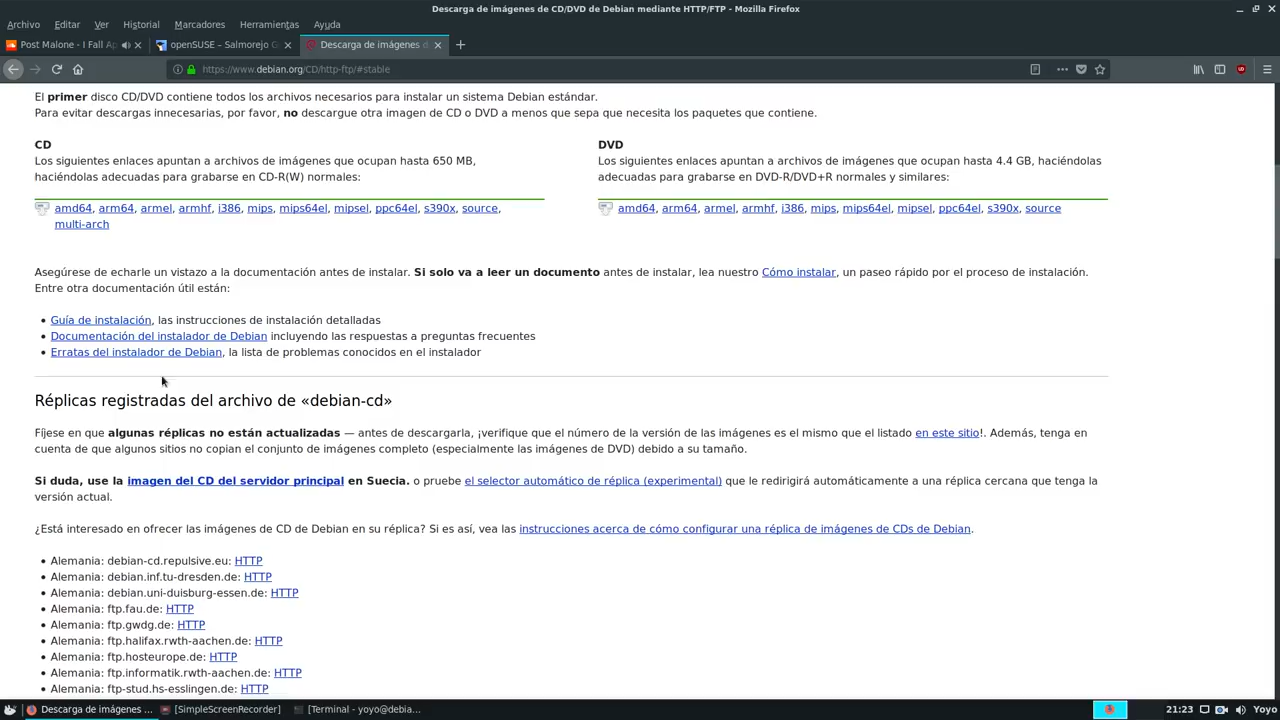 Descarga de imágenes de CD/DVD de Debian mediante HTTP/FTP - Mozilla Firefox
Archivo Editar Ver Historial Marcadores Herramientas Ayuda
Post Malone - I Fall Ap openSUSE – Salmorejo G Descarga de imágenes d
https://www.debian.org/CD/http-ftp/#stable
El primer disco CD/DVD contiene todos los archivos necesarios para instalar un sistema Debian estándar.
Para evitar descargas innecesarias, por favor, no descargue otra imagen de CD o DVD a menos que sepa que necesita los paquetes que contiene.
CD
Los siguientes enlaces apuntan a archivos de imágenes que ocupan hasta 650 MB,
haciéndolas adecuadas para grabarse en CD-R(W) normales:
amd64, arm64, armel, armhf, i386, mips, mips64el, mipsel, ppc64el, s390x, source,
multi-arch
DVD
Los siguientes enlaces apuntan a archivos de imágenes que ocupan hasta 4.4 GB, haciéndolas
adecuadas para grabarse en DVD-R/DVD+R normales y similares:
amd64, arm64, armel, armhf, i386, mips, mips64el, mipsel, ppc64el, s390x, source
Asegúrese de echarle un vistazo a la documentación antes de instalar. Si solo va a leer un documento antes de instalar, lea nuestro Cómo instalar, un paseo rápido por el proceso de instalación.
Entre otra documentación útil están:
• Guía de instalación, las instrucciones de instalación detalladas
• Documentación del instalador de Debian incluyendo las respuestas a preguntas frecuentes
• Erratas del instalador de Debian, la lista de problemas conocidos en el instalador
Réplicas registradas del archivo de «debian-cd»
Fíjese en que algunas réplicas no están actualizadas — antes de descargarla, ¡verifique que el número de la versión de las imágenes es el mismo que el listado en este sitio!. Además, tenga en
cuenta de que algunos sitios no copian el conjunto de imágenes completo (especialmente las imágenes de DVD) debido a su tamaño.
Si duda, use la imagen del CD del servidor principal en Suecia. o pruebe el selector automático de réplica (experimental) que le redirigirá automáticamente a una réplica cercana que tenga la
versión actual.
¿Está interesado en ofrecer las imágenes de CD de Debian en su réplica? Si es así, vea las instrucciones acerca de cómo configurar una réplica de imágenes de CDs de Debian.
• Alemania: debian-cd.repulsive.eu: HTTP
• Alemania: debian.inf.tu-dresden.de: HTTP
• Alemania: debian.uni-duisburg-essen.de: HTTP
• Alemania: ftp.fau.de: HTTP
• Alemania: ftp.gwdg.de: HTTP
• Alemania: ftp.halifax.rwth-aachen.de: HTTP
• Alemania: ftp.hosteurope.de: HTTP
• Alemania: ftp.informatik.rwth-aachen.de: HTTP
• Alemania: ftp-stud.hs-esslingen.de: HTTP
Descarga de imágenes ... [SimpleScreenRecorder] [Terminal - yoyo@debia... 21:23 Yoyo